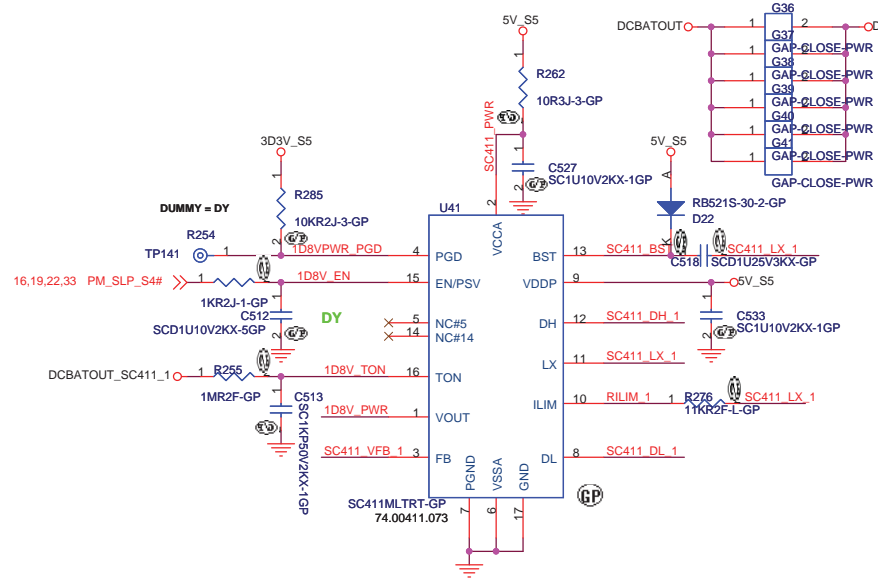 5V_S5
R262
10R3J-3-GP
SC411_PWR
C527
SC1U10V2KX-1GP
DCBATOUT
G36
G37
GAP-CLOSE-PWR
G38
GAP-CLOSE-PWR
G39
GAP-CLOSE-PWR
G40
GAP-CLOSE-PWR
G41
GAP-CLOSE-PWR
GAP-CLOSE-PWR
1 2
D
3D3V_S5
R285
10KR2J-3-GP
DUMMY = DY
R254
TP141
1D8VPWR_PGD
16,19,22,33 PM_SLP_S4#
1D8V_EN
1KR2J-1-GP
C512
SCD1U10V2KX-5GP
DY
DCBATOUT_SC411_1
R255
1D8V_TON
1MR2F-GP
C513
SC1KP50V2KX-1GP
1D8V_PWR
SC411_VFB_1
U41
2 VCCA
4 PGD
15 EN/PSV
5 NC#5
14 NC#14
16 TON
1 VOUT
3 FB
BST 13
VDDP 9
DH 12
LX 11
ILIM 10
DL 8
PGND 7
VSSA 6
GND 17
SC411MLTRT-GP
74.00411.073
GP
5V_S5
A
RB521S-30-2-GP
D22
K
SC411_BS
C518
SC411_LX_1
SCD1U25V3KX-GP
5V_S5
C533
SC1U10V2KX-1GP
SC411_DH_1
SC411_LX_1
RILIM_1
R276
SC411_LX_1
11KR2F-L-GP
SC411_DL_1